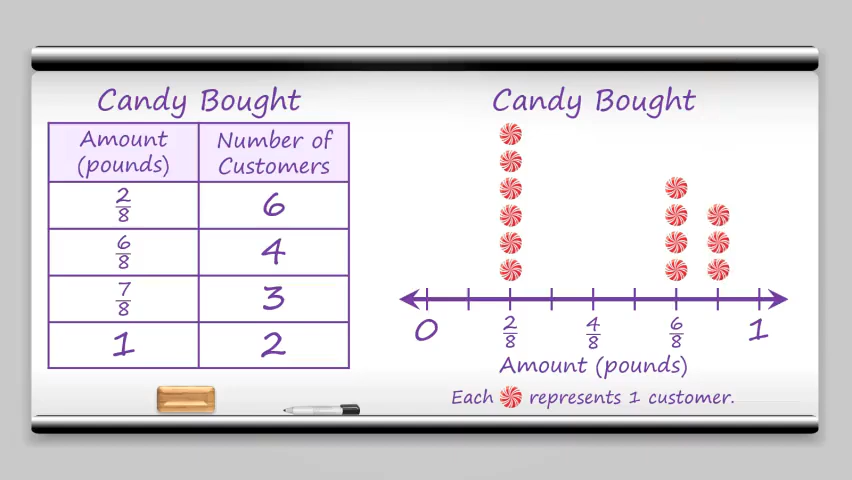 Candy Bought
Amount (pounds)
Number of Customers
2/8
6
6/8
4
7/8
3
1
2
Candy Bought
0
2/8
4/8
6/8
1
Amount (pounds)
Each represents 1 customer.